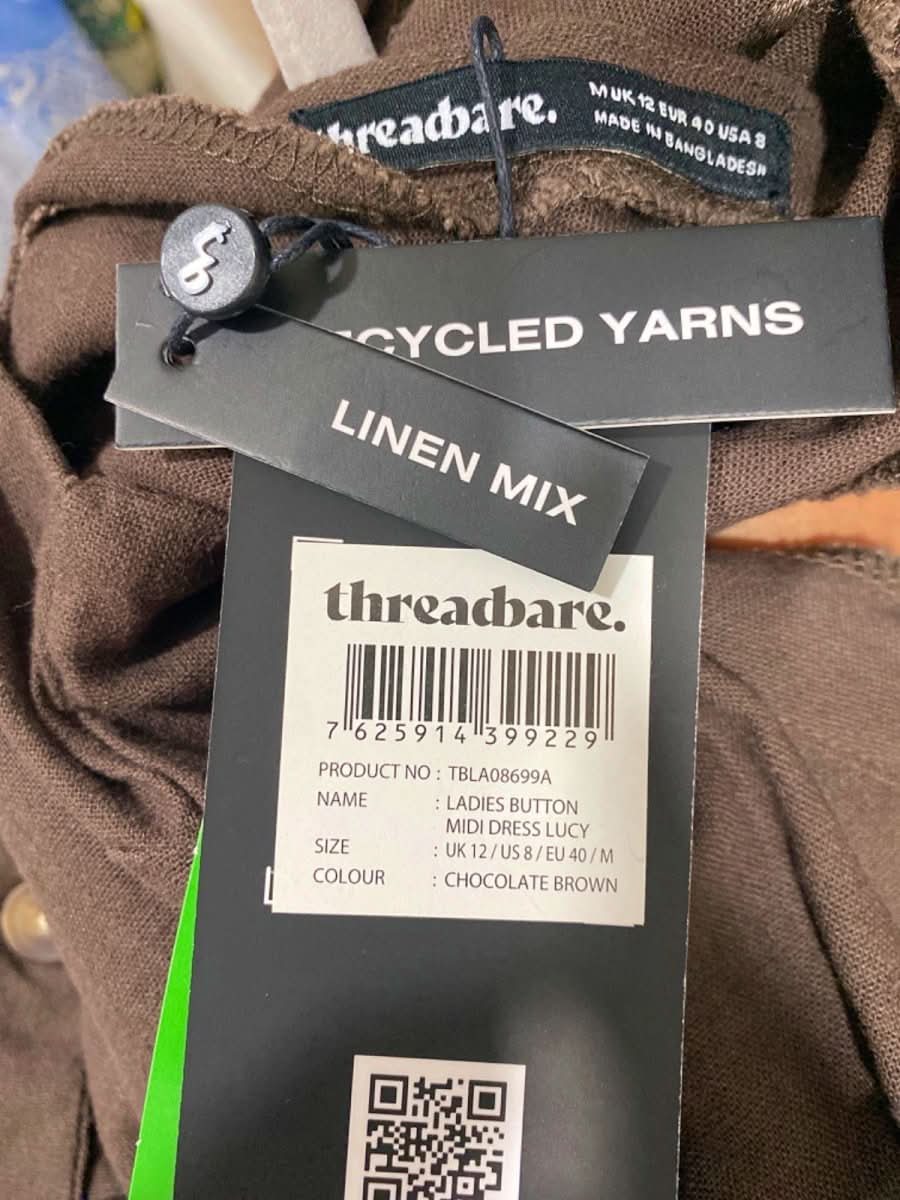 threadbare.
M UK 12 EUR 40 USA 8
MADE IN BANGLADESH
tb
CYCLED YARNS
LINEN MIX
threadbare.
7 625914 399229
PRODUCT NO : TBLA08699A
NAME : LADIES BUTTON
MIDI DRESS LUCY
SIZE : UK 12 / US 8 / EU 40 / M
COLOUR : CHOCOLATE BROWN